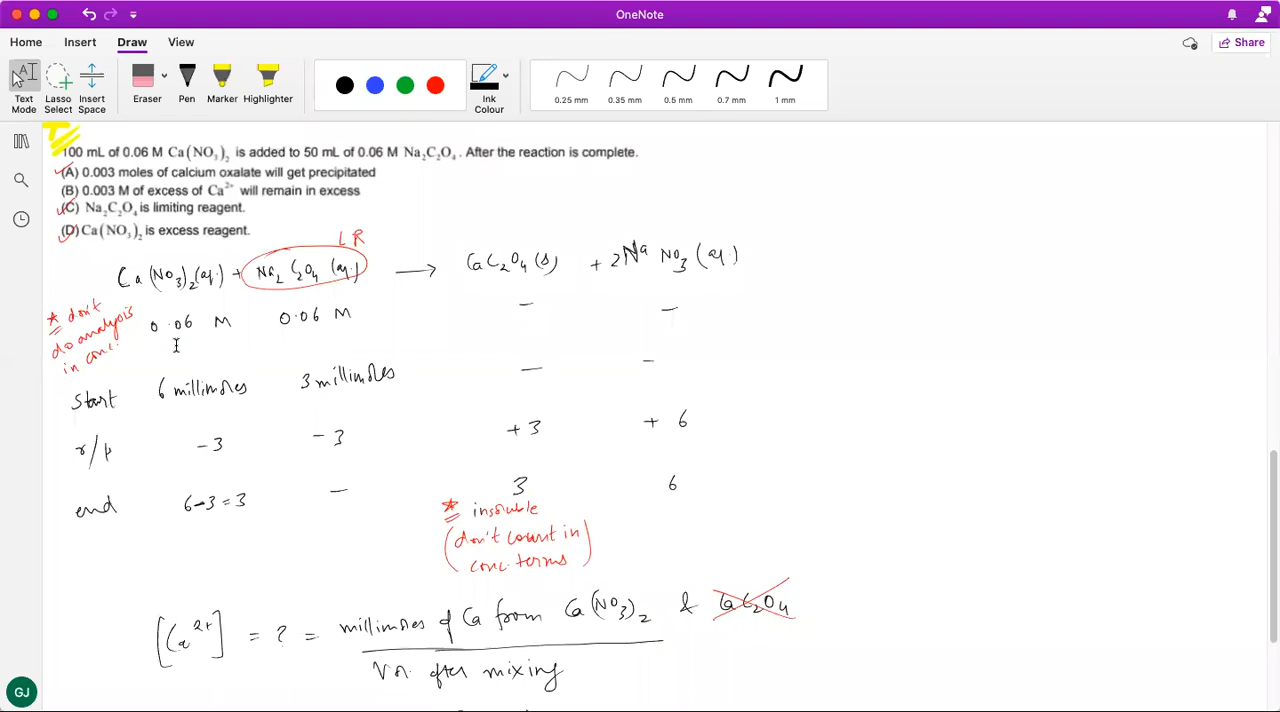 OneNote
Home Insert Draw View Share
Text Mode Lasso Select Insert Space Eraser Pen Marker Highlighter Ink Colour 0.25 mm 0.35 mm 0.5 mm 0.7 mm 1 mm
100 mL of 0.06 M Ca(NO₃)₂ is added to 50 mL of 0.06 M Na₂C₂O₄. After the reaction is complete.
(A) 0.003 moles of calcium oxalate will get precipitated
(B) 0.003 M of excess of Ca²⁺ will remain in excess
(C) Na₂C₂O₄ is limiting reagent.
(D) Ca(NO₃)₂ is excess reagent.
LR
Ca(NO₃)₂(aq.) + Na₂C₂O₄(aq.) → CaC₂O₄(s) + 2NaNO₃(aq.)
* don't
do analysis
in conc.
0.06 M 0.06 M - -
start 6 millimoles 3 millimoles - -
r/p -3 -3 +3 +6
end 6-3=3 - 3 6
* insoluble
(don't count in
conc. terms)
[Ca²⁺] = ? = millimoles of Ca from Ca(NO₃)₂ & CaC₂O₄
Vol. after mixing
GJ